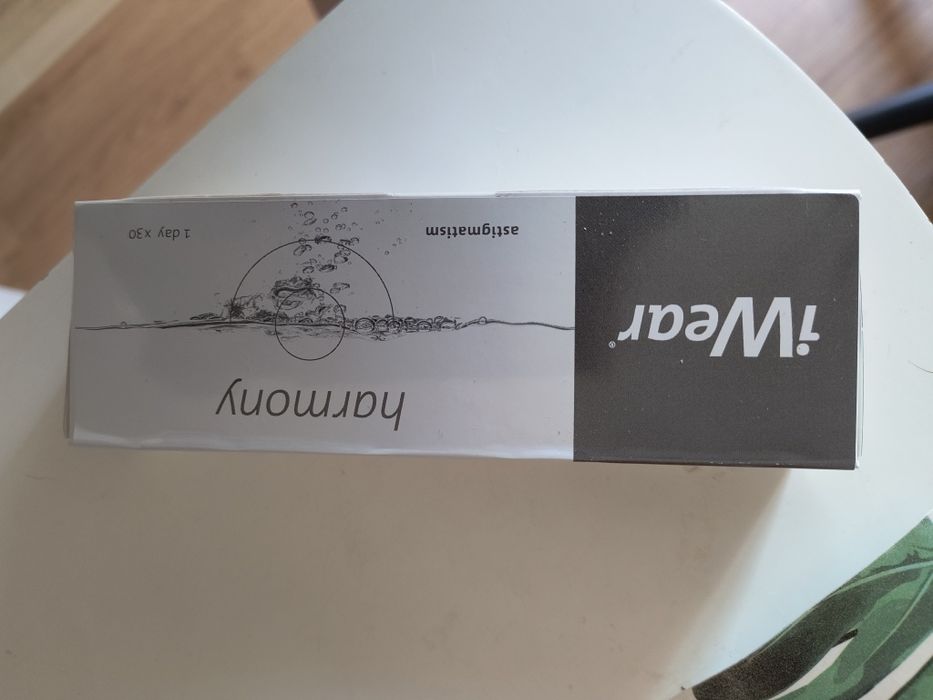 iWear®
harmony
astigmatism
1 day x30